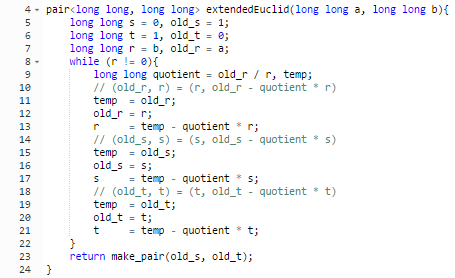 4 pair<long long, long long> extendedEuclid(long long a, long long b){
5 long long s = 0, old_s = 1;
6 long long t = 1, old_t = 0;
7 long long r = b, old_r = a;
8 while (r != 0){
9 long long quotient = old_r / r, temp;
10 // (old_r, r) = (r, old_r - quotient * r)
11 temp = old_r;
12 old_r = r;
13 r = temp - quotient * r;
14 // (old_s, s) = (s, old_s - quotient * s)
15 temp = old_s;
16 old_s = s;
17 s = temp - quotient * s;
18 // (old_t, t) = (t, old_t - quotient * t)
19 temp = old_t;
20 old_t = t;
21 t = temp - quotient * t;
22 }
23 return make_pair(old_s, old_t);
24 }